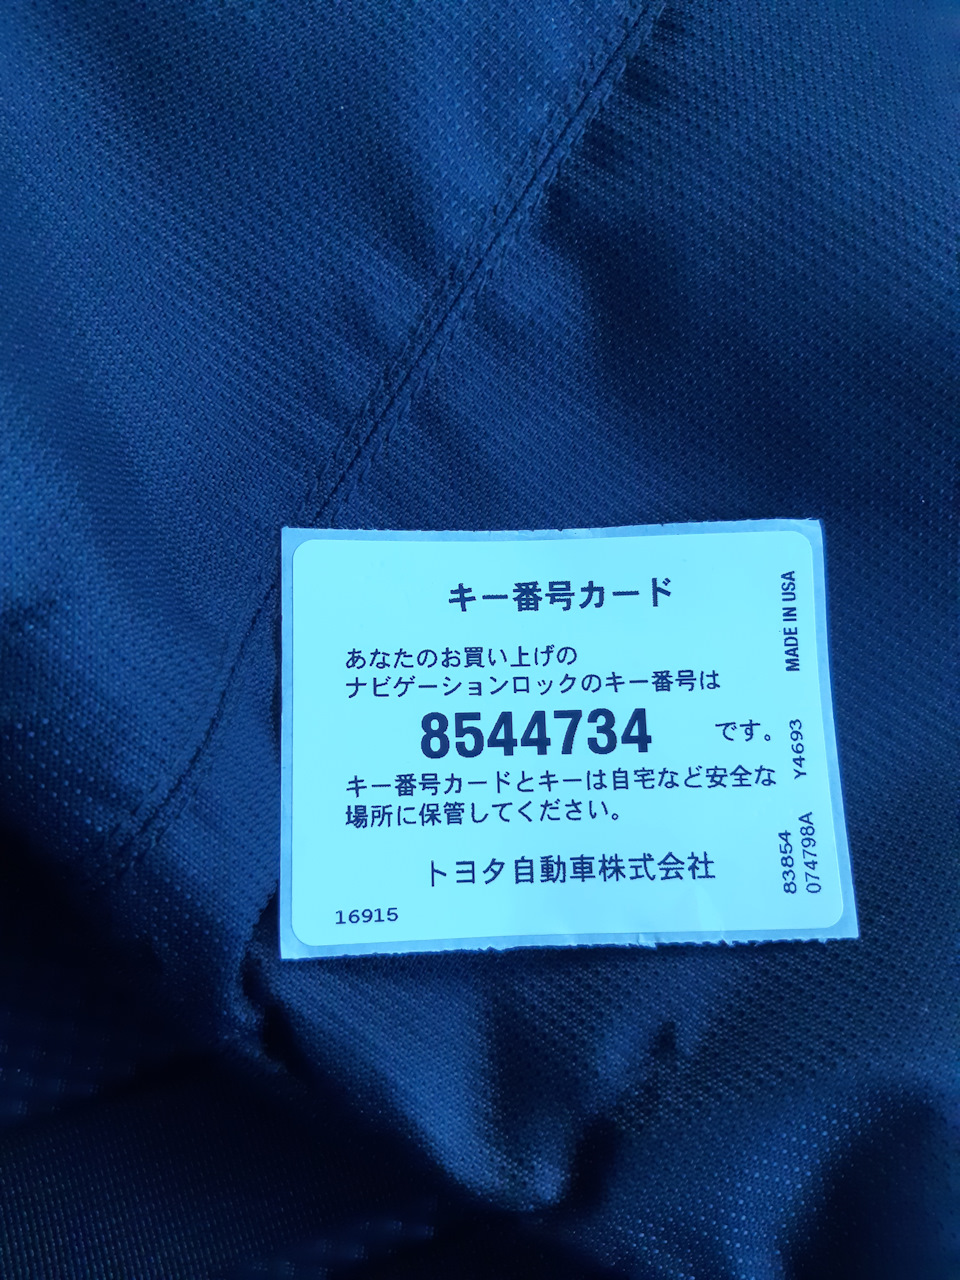 キー番号カード
あなたのお買い上げの
ナビゲーションロックのキー番号は
8544734 です。
キー番号カードとキーは自宅など安全な
場所に保管してください。
トヨタ自動車株式会社
16915
MADE IN USA
Y4693
83854
074798A